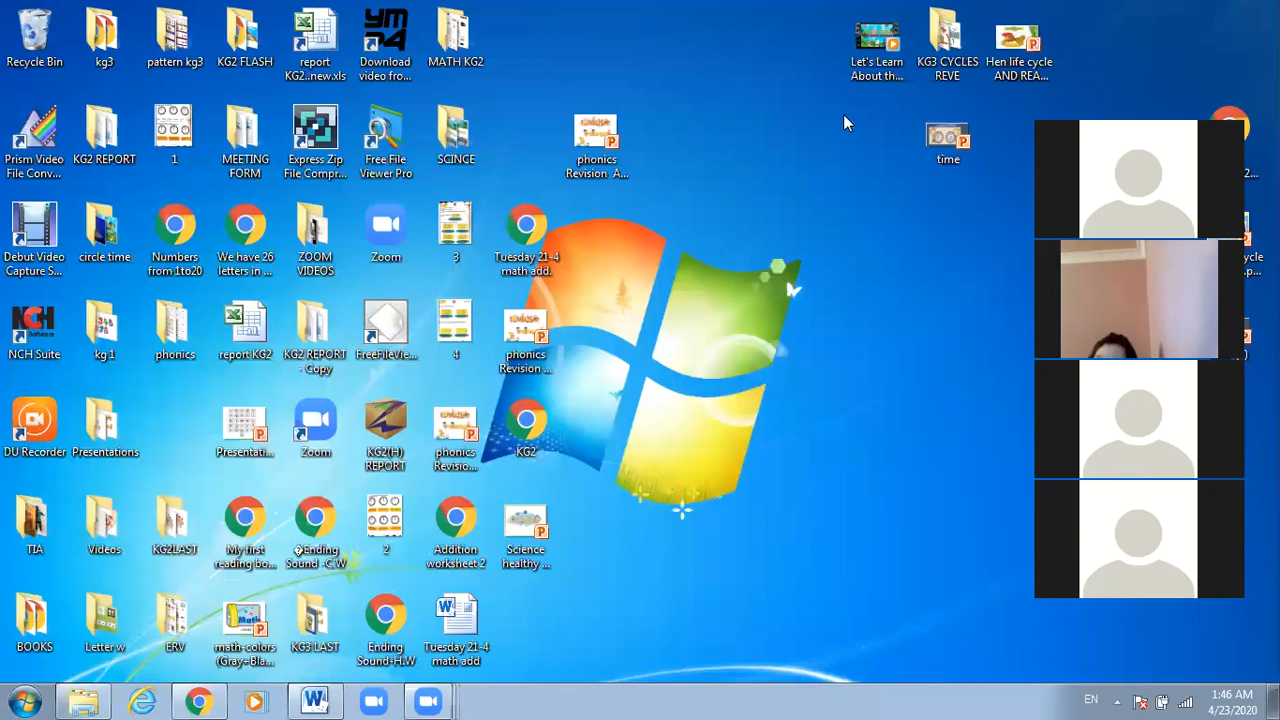 Recycle Bin
kg3
pattern kg3
KG2 FLASH
report
KG2..new.xls
YM
P4
Download
video fro...
MATH KG2
Let's Learn
About th...
KG3 CYCLES
REVE
Hen life cycle
AND REA...
Prism Video
File Conv...
KG2 REPORT
1
MEETING
FORM
Express Zip
File Compr...
Free File
Viewer Pro
SCINCE
phonics
Revision A...
time
Debut Video
Capture S...
circle time
Numbers
from 1to20
We have 26
letters in ...
ZOOM
VIDEOS
Zoom
3
Tuesday 21-4
math add.
NCH
NCH Suite
kg 1
phonics
report KG2
KG2 REPORT
- Copy
FreeFileVie...
4
phonics
Revision ...
DU Recorder
Presentations
Presentati...
Zoom
KG2(H)
REPORT
phonics
Revisio...
KG2
TIA
Videos
KG2LAST
My first
reading bo...
�Ending
Sound -C.W
2
Addition
worksheet 2
Science
healthy ...
BOOKS
Letter w
ERV
math-colors
(Gray+Bla...
KG3 LAST
Ending
Sound-H.W
Tuesday 21-4
math add
EN
1:46 AM
4/23/2020